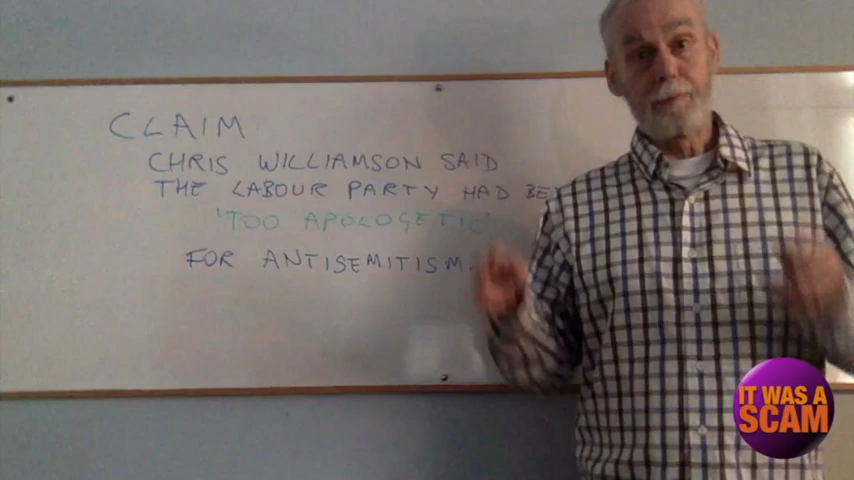 CLAIM
CHRIS WILLIAMSON SAID
THE LABOUR PARTY HAD
'TOO APOLOGETIC'
FOR ANTISEMITISM.
IT WAS A
SCAM